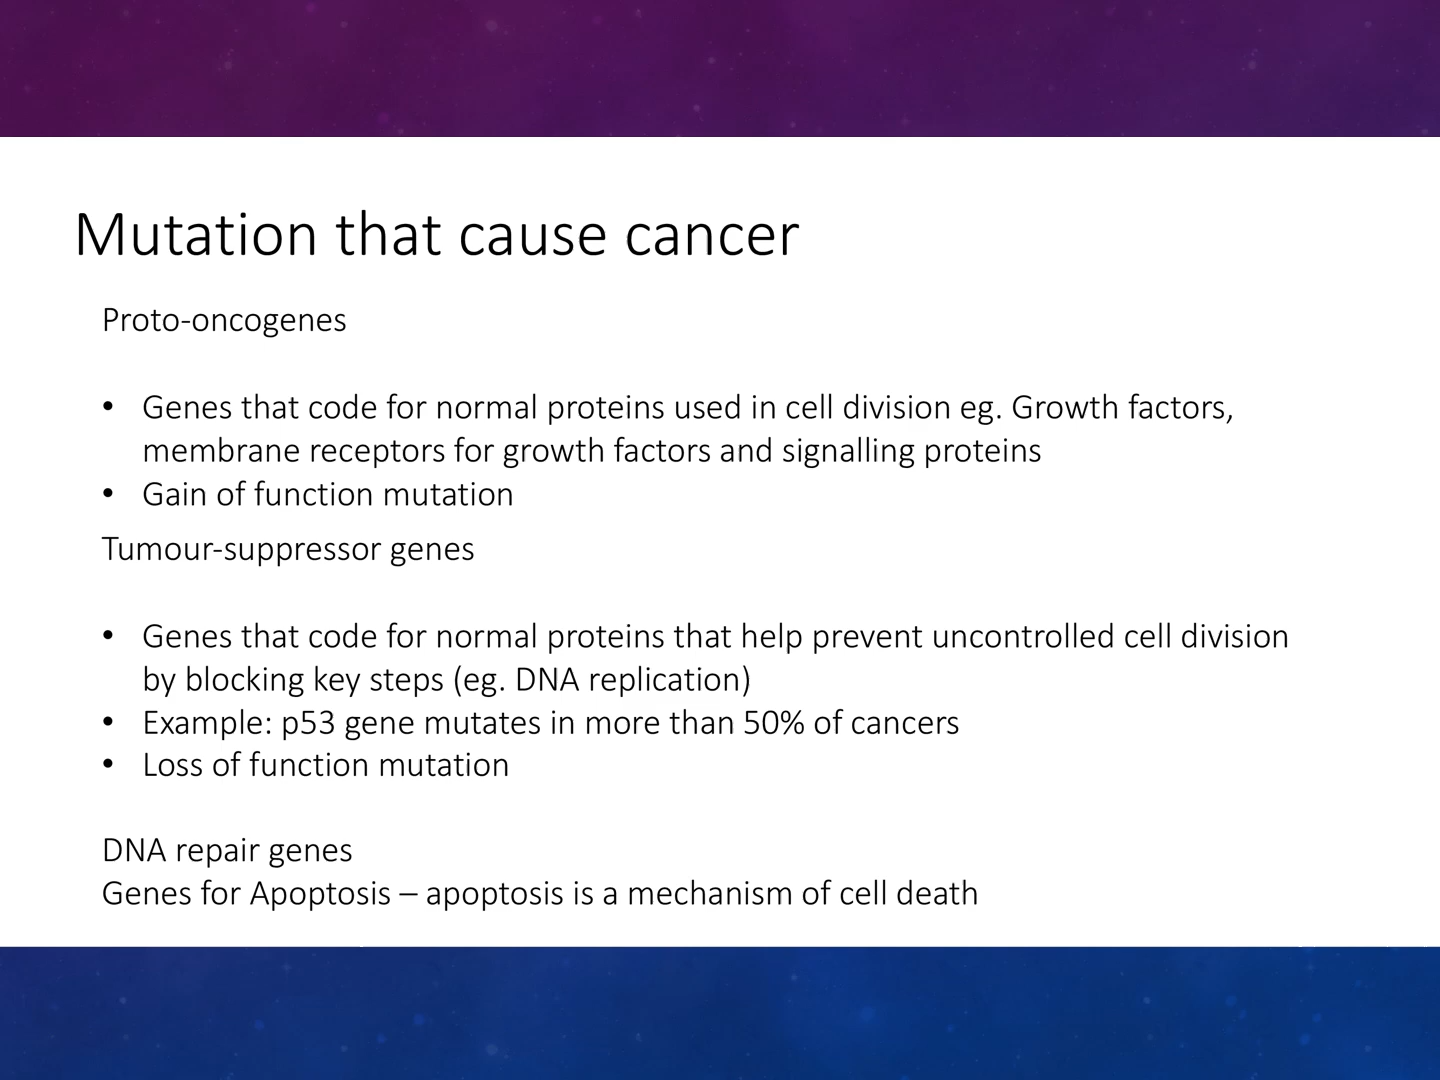 Mutation that cause cancer
Proto-oncogenes
• Genes that code for normal proteins used in cell division eg. Growth factors,
membrane receptors for growth factors and signalling proteins
• Gain of function mutation
Tumour-suppressor genes
• Genes that code for normal proteins that help prevent uncontrolled cell division
by blocking key steps (eg. DNA replication)
• Example: p53 gene mutates in more than 50% of cancers
• Loss of function mutation
DNA repair genes
Genes for Apoptosis – apoptosis is a mechanism of cell death